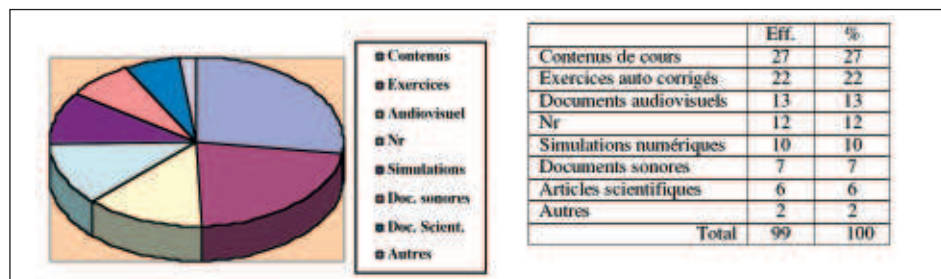 Contenus
Exercices
Audiovisuel
Nr
Simulations
Doc. sonores
Doc. Scient.
Autres
Eff. %
Contenus de cours 27 27
Exercices auto corrigés 22 22
Documents audiovisuels 13 13
Nr 12 12
Simulations numériques 10 10
Documents sonores 7 7
Articles scientifiques 6 6
Autres 2 2
Total 99 100